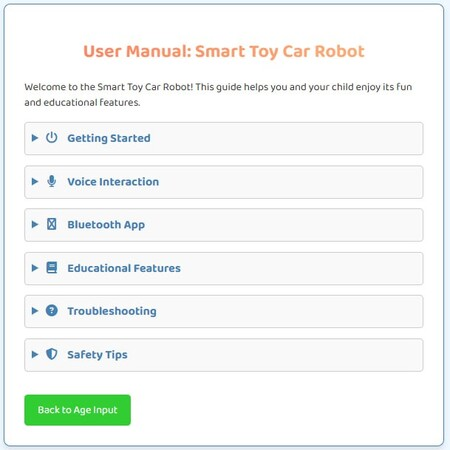 User Manual: Smart Toy Car Robot
Welcome to the Smart Toy Car Robot! This guide helps you and your child enjoy its fun
and educational features.
Getting Started
Voice Interaction
Bluetooth App
Educational Features
Troubleshooting
Safety Tips
Back to Age Input